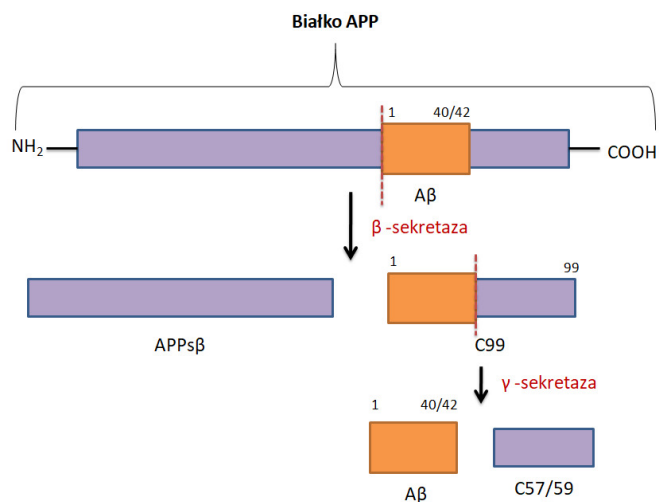 Białko APP
1 40/42
NH2 COOH
Aβ
β -sekretaza
1 99
APPsβ C99
γ -sekretaza
1 40/42
Aβ C57/59